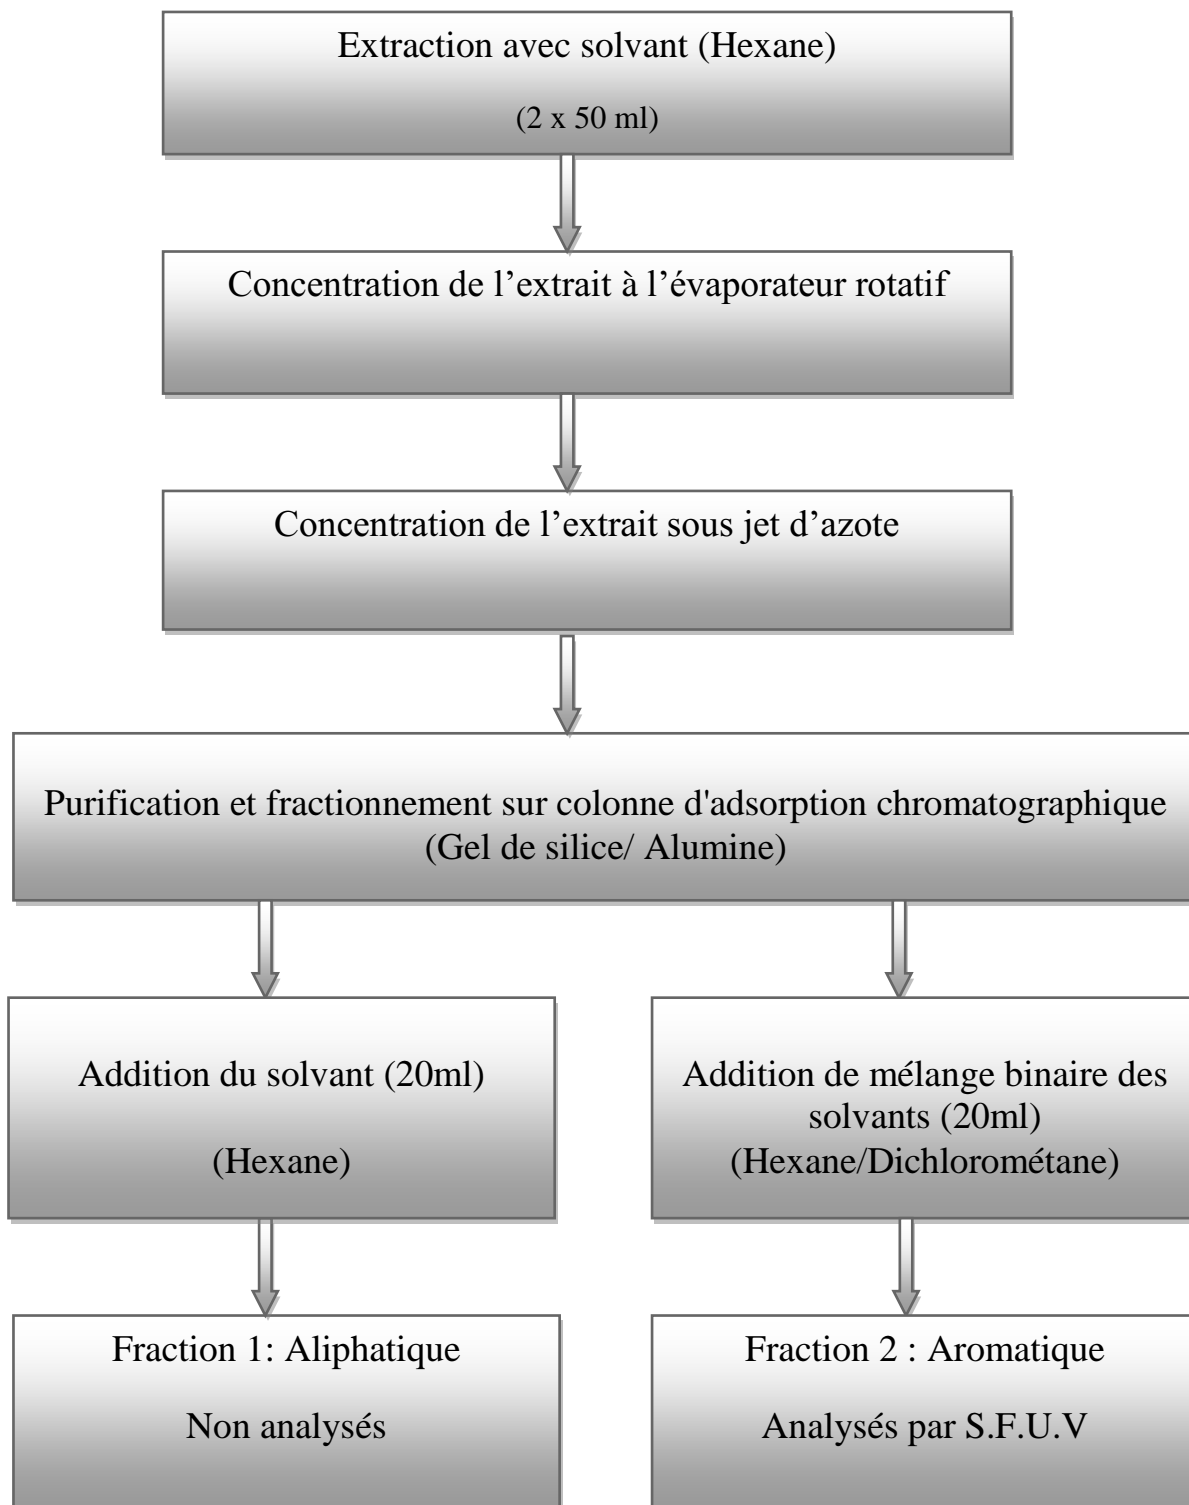 Extraction avec solvant (Hexane)
(2 x 50 ml)
Concentration de l’extrait à l’évaporateur rotatif
Concentration de l’extrait sous jet d’azote
Purification et fractionnement sur colonne d'adsorption chromatographique
(Gel de silice/ Alumine)
Addition du solvant (20ml)
(Hexane)
Addition de mélange binaire des
solvants (20ml)
(Hexane/Dichlorométane)
Fraction 1: Aliphatique
Non analysés
Fraction 2 : Aromatique
Analysés par S.F.U.V